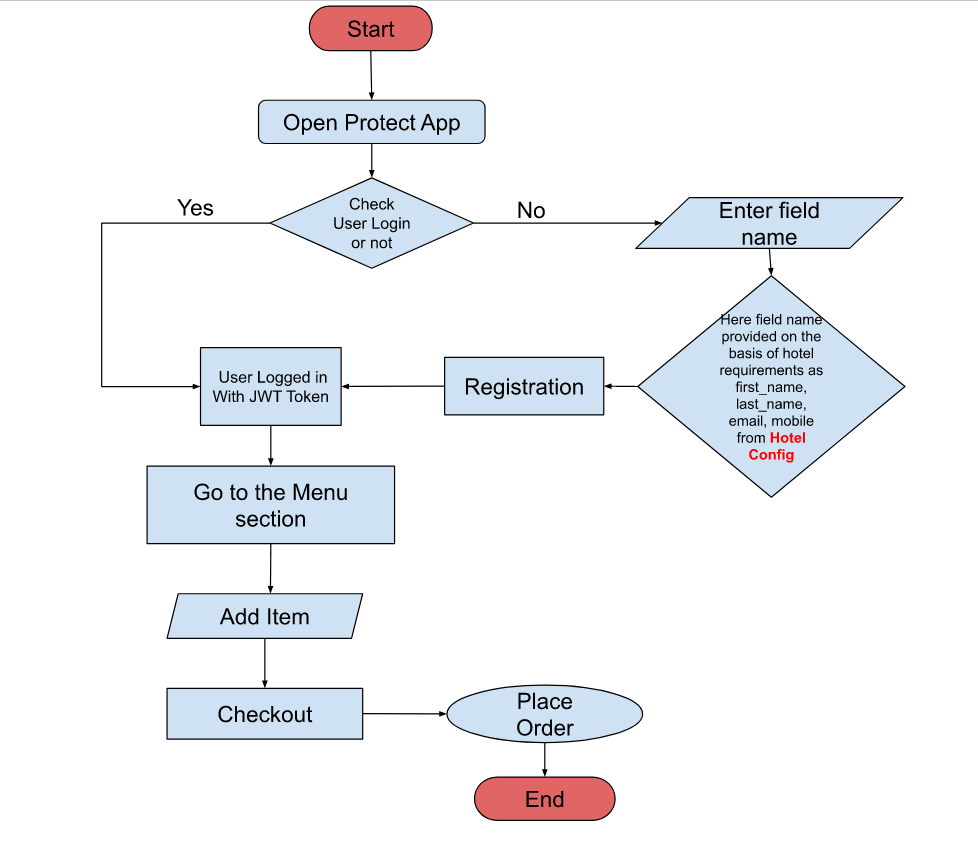 Start
Open Protect App
Check
User Login
or not
Yes
No
Enter field
name
Here field name
provided on the
basis of hotel
requirements as
first_name,
last_name,
email, mobile
from Hotel
Config
Registration
User Logged in
With JWT Token
Go to the Menu
section
Add Item
Checkout
Place
Order
End